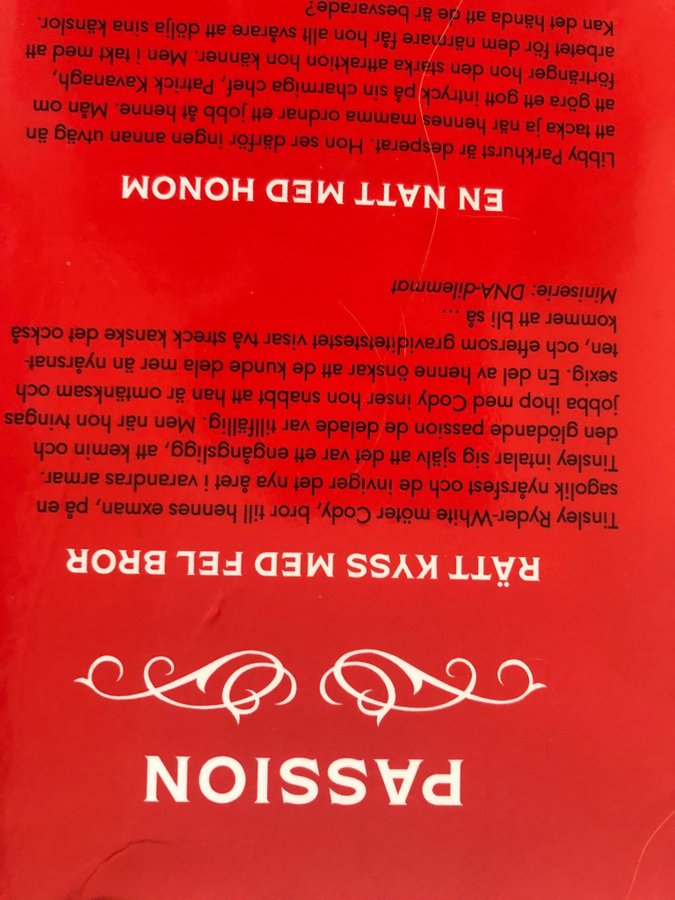 PASSION
RÄTT KYSS MED FEL BROR
Tinsley Ryder-White möter Cody, bror till hennes exman, på en
sagolik nyårsfest och de inviger det nya året i varandras armar.
Tinsley intalar sig själv att det var ett engångsligg, att kemin och
den glödande passion de delade var tillfällig. Men när hon tvingas
jobba ihop med Cody inser hon snabbt att han är omtänksam och
sexig. En del av henne önskar att de kunde dela mer än nyårsnat-
ten, och eftersom graviditetstestet visar två streck kanske det också
kommer att bli så ...
Miniserie: DNA-dilemmat
EN NATT MED HONOM
Libby Parkhurst är desperat. Hon ser därför ingen annan utväg än
att tacka ja när hennes mamma ordnar ett jobb åt henne. Mån om
att göra ett gott intryck på sin charmiga chef, Patrick Kavanagh,
förtränger hon den starka attraktion hon känner. Men i takt med att
arbetet för dem närmare får hon allt svårare att dölja sina känslor.
Kan det hända att de är besvarade?